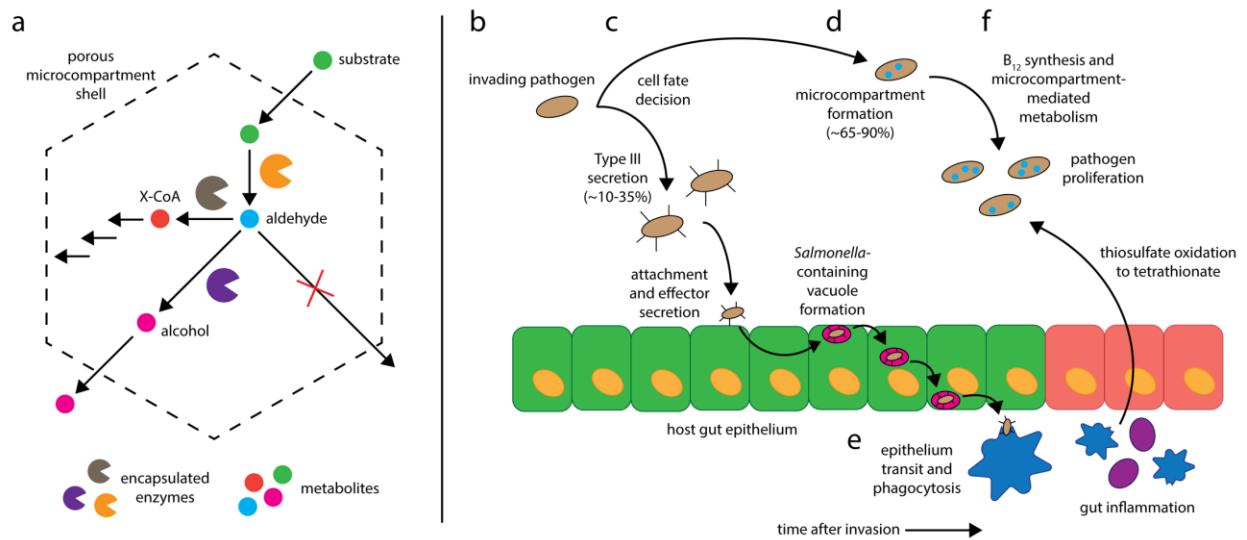 a
porous
microcompartment
shell
substrate
X-CoA
aldehyde
alcohol
encapsulated
enzymes
metabolites
b
c
d
f
invading pathogen
cell fate
decision
microcompartment
formation
(~65-90%)
B12 synthesis and
microcompartment-
mediated
metabolism
Type III
secretion
(~10-35%)
pathogen
proliferation
attachment
and effector
secretion
Salmonella-
containing
vacuole
formation
thiosulfate oxidation
to tetrathionate
host gut epithelium
e
epithelium
transit and
phagocytosis
gut inflammation
time after invasion